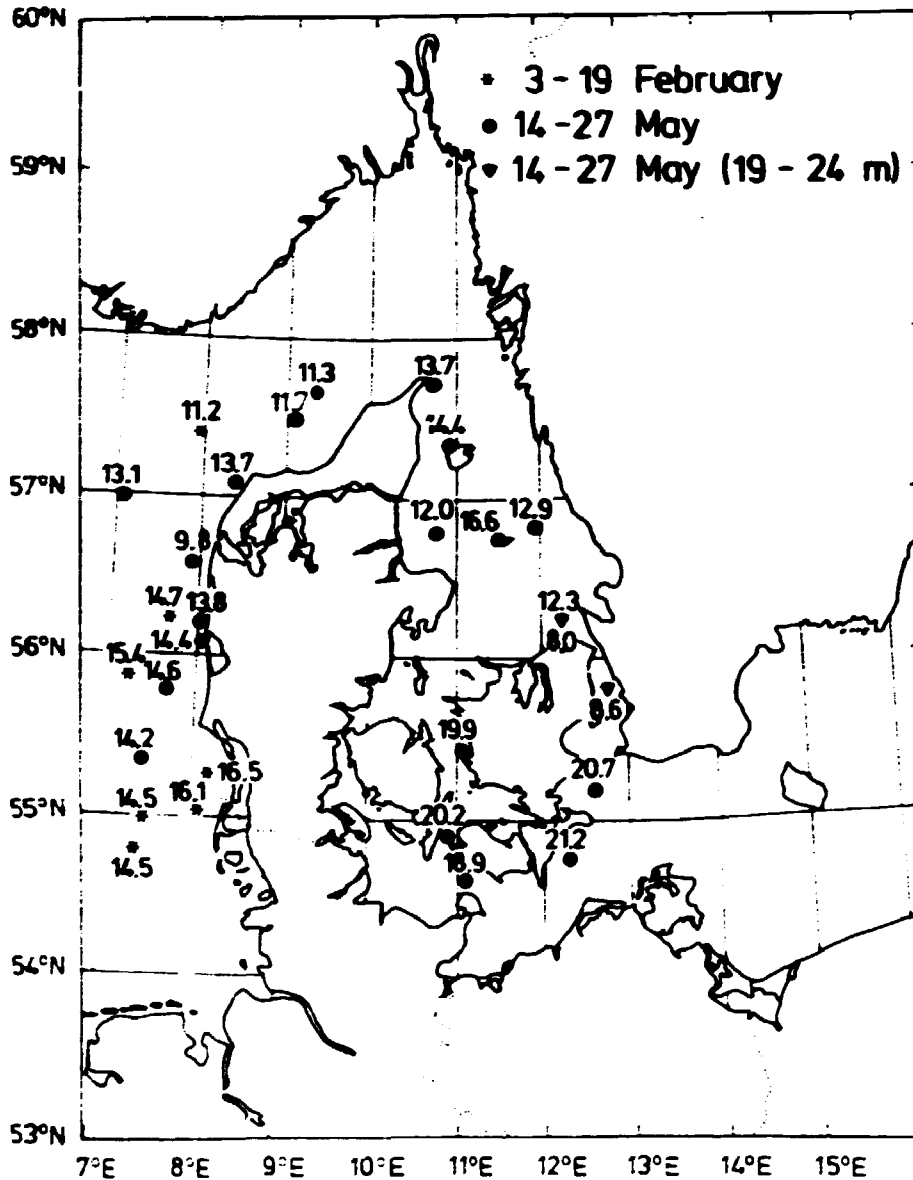 60°N
* 3 - 19 February
● 14 - 27 May
59°N
▼ 14 - 27 May (19 - 24 m)
58°N
11.3
13.7
11.2
11.7
14.4
13.7
57°N
13.1
12.0
16.6
12.9
14.7
13.8
12.3
56°N
14.4
8.0
15.4
14.6
19.9
14.2
16.5
20.7
55°N
14.5
16.1
20.2
21.2
14.5
18.9
54°N
53°N
7°E
8°E
9°E
10°E
11°E
12°E
13°E
14°E
15°E